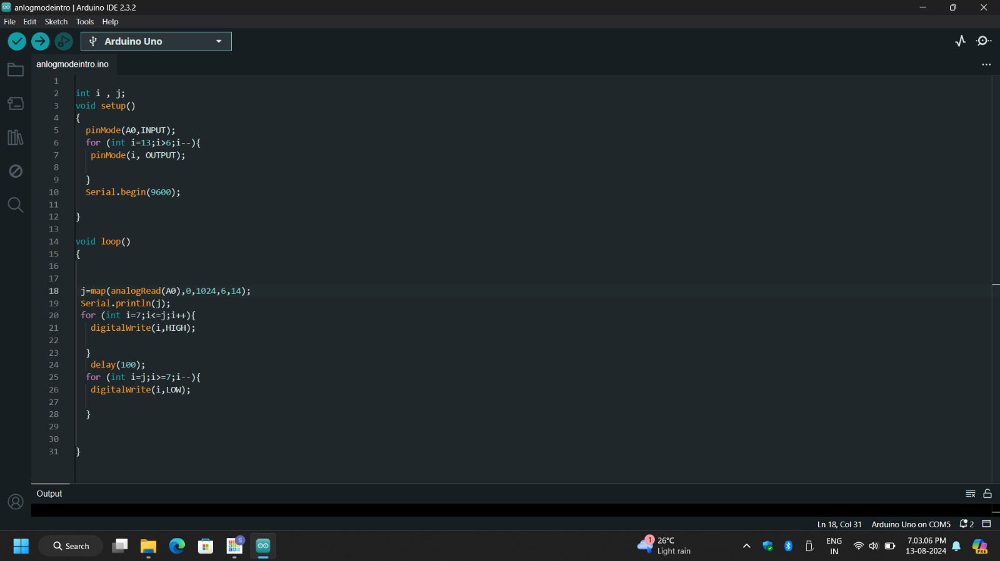 anlogmodeintro | Arduino IDE 2.3.2
File Edit Sketch Tools Help
Arduino Uno
anlogmodeintro.ino
1
2 int i , j;
3 void setup()
4 {
5 pinMode(A0,INPUT);
6 for (int i=13;i>6;i--){
7 pinMode(i, OUTPUT);
8
9 }
10 Serial.begin(9600);
11
12 }
13
14 void loop()
15 {
16
17
18 j=map(analogRead(A0),0,1024,6,14);
19 Serial.println(j);
20 for (int i=7;i<=j;i++){
21 digitalWrite(i,HIGH);
22
23 }
24 delay(100);
25 for (int i=j;i>=7;i--){
26 digitalWrite(i,LOW);
27
28 }
29
30
31 }
Output
Ln 18, Col 31 Arduino Uno on COM5 2
Search
1 26°C
Light rain
ENG
IN
7.03.06 PM
13-08-2024
S
PRE